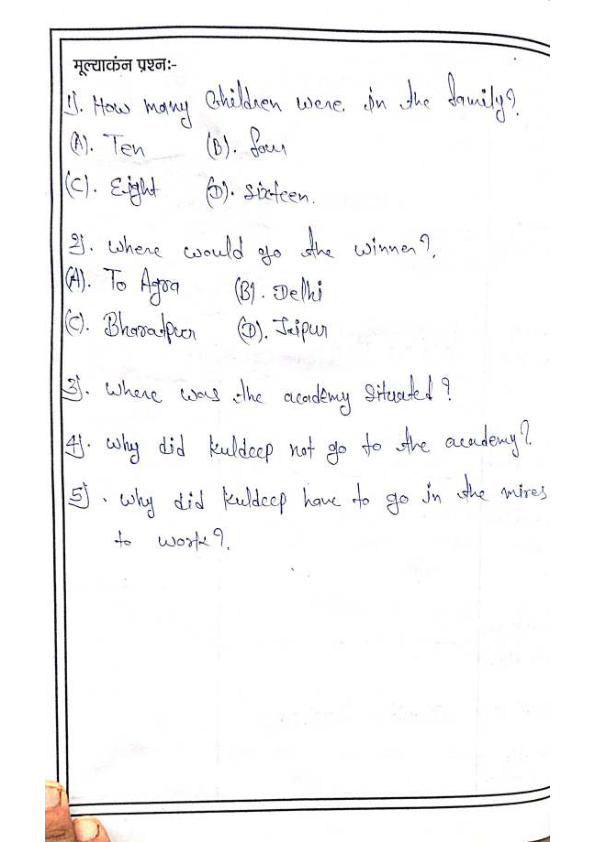 मूल्याकंन प्रश्नः-
1). How many Children were in the family?
(A). Ten (B). four
(C). Eight (D). sixteen.
2). Where would go the winner?
(A). To Agra (B). Delhi
(C). Bharatpur (D). Jaipur
3). Where was the academy situated?
4). Why did Kuldeep not go to the academy?
5). Why did Kuldeep have to go in the mines
to work?